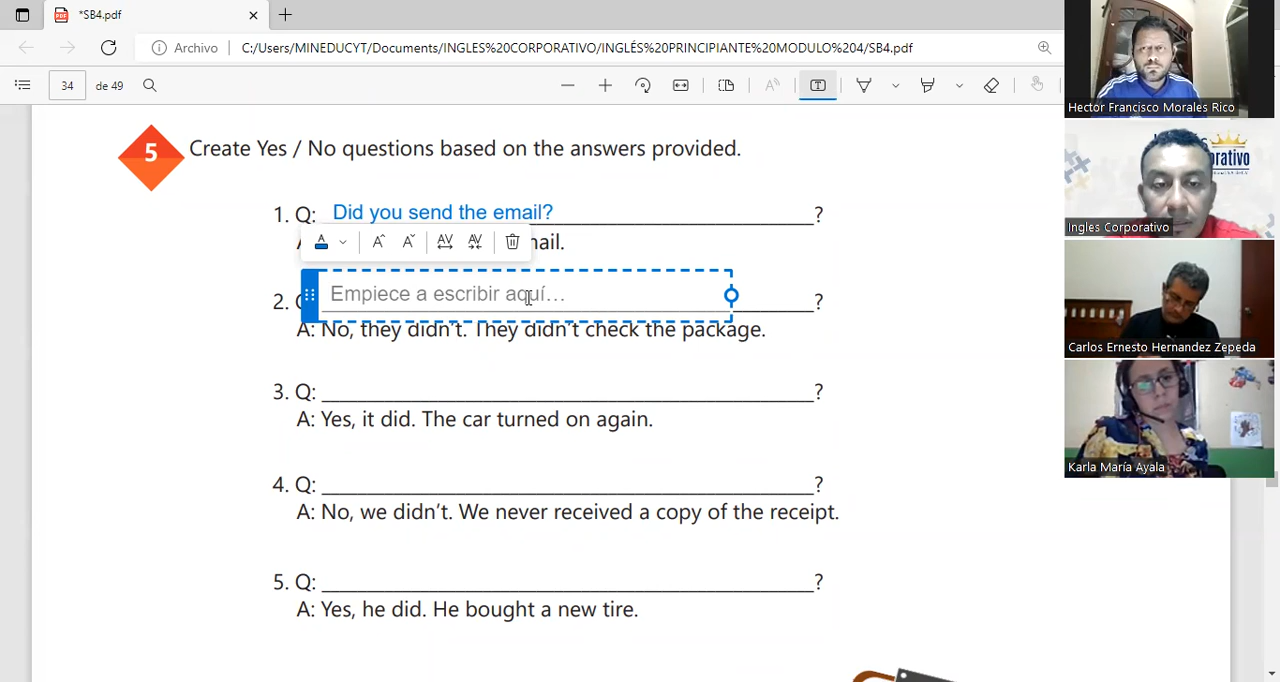 *SB4.pdf
Archivo
C:/Users/MINEDUCYT/Documents/INGLES%20CORPORATIVO/INGLÉS%20PRINCIPIANTE%20MODULO%204/SB4.pdf
34 de 49
5 Create Yes / No questions based on the answers provided.
1. Q: Did you send the email? ?
nail.
2. Empiece a escribir aquí... ?
A: No, they didn't. They didn't check the package.
3. Q: ?
A: Yes, it did. The car turned on again.
4. Q: ?
A: No, we didn't. We never received a copy of the receipt.
5. Q: ?
A: Yes, he did. He bought a new tire.
Hector Francisco Morales Rico
Ingles Corporativo
Carlos Ernesto Hernandez Zepeda
Karla María Ayala